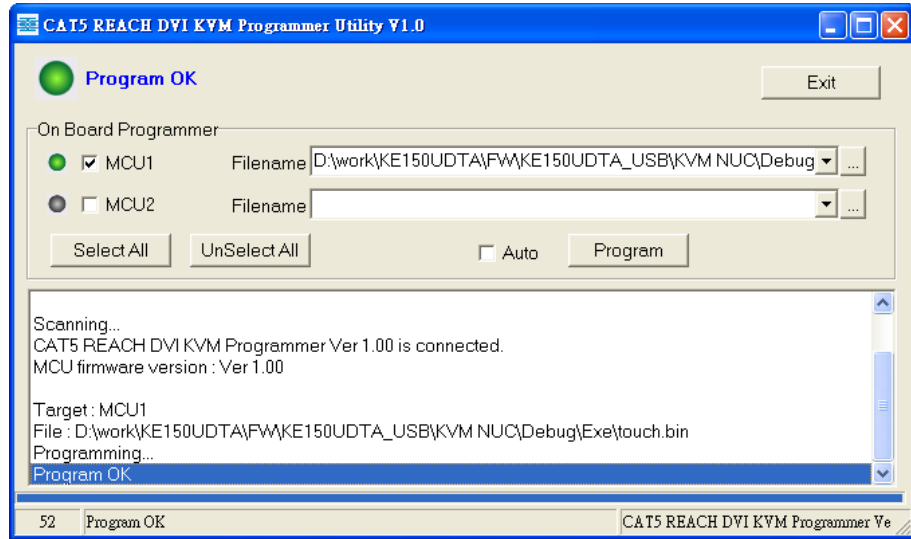 CAT5 REACH DVI KVM Programmer Utility V1.0
Program OK
Exit
On Board Programmer
MCU1 Filename D:\work\KE150UDTA\FW\KE150UDTA_USB\KVM NUC\Debug ...
MCU2 Filename ...
Select All UnSelect All Auto Program
Scanning...
CAT5 REACH DVI KVM Programmer Ver 1.00 is connected.
MCU firmware version : Ver 1.00
Target : MCU1
File : D:\work\KE150UDTA\FW\KE150UDTA_USB\KVM NUC\Debug\Exe\touch.bin
Programming...
Program OK
52 Program OK CAT5 REACH DVI KVM Programmer Ve